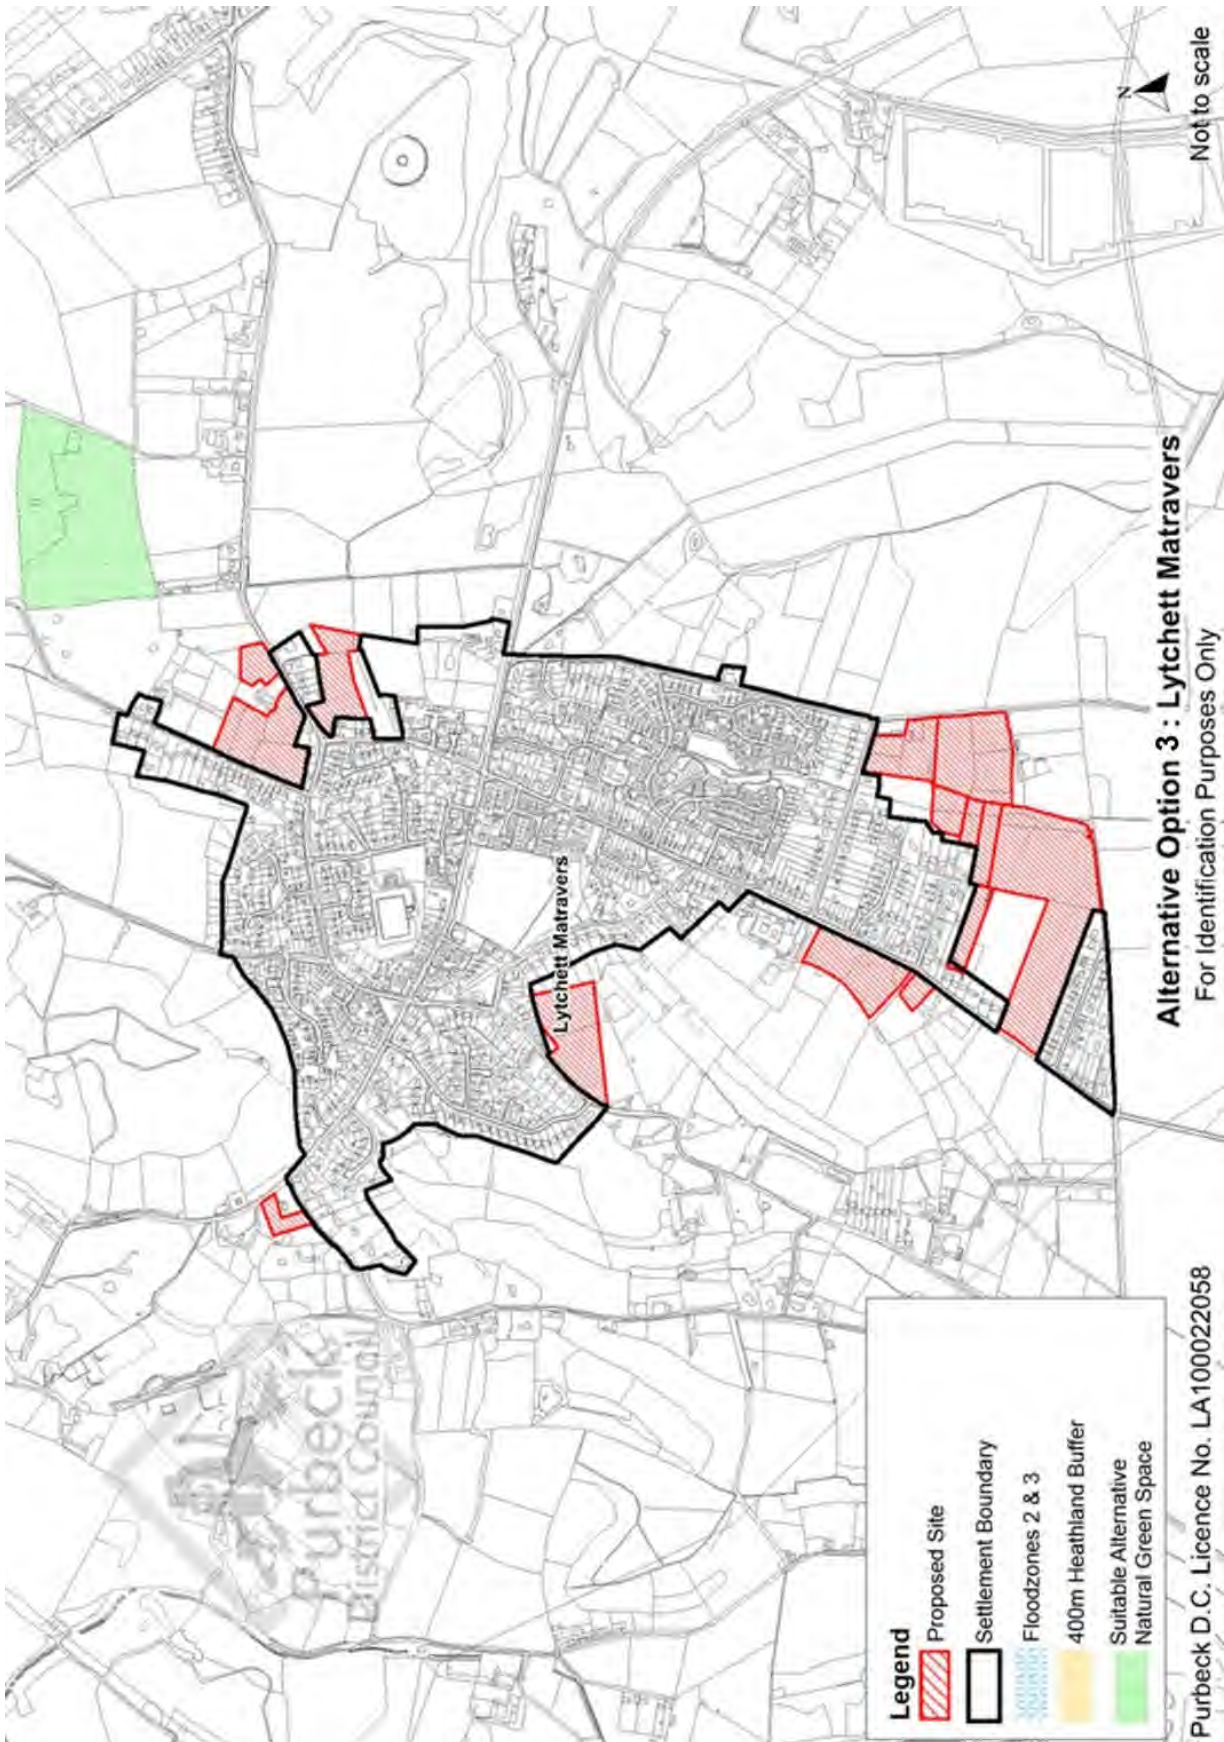 Purbeck
District Council
Lytchett Matravers
Legend
Proposed Site
Settlement Boundary
Floodzones 2 & 3
400m Heathland Buffer
Suitable Alternative
Natural Green Space
Alternative Option 3 : Lytchett Matravers
For Identification Purposes Only
Purbeck D.C. Licence No. LA100022058
N
Not to scale